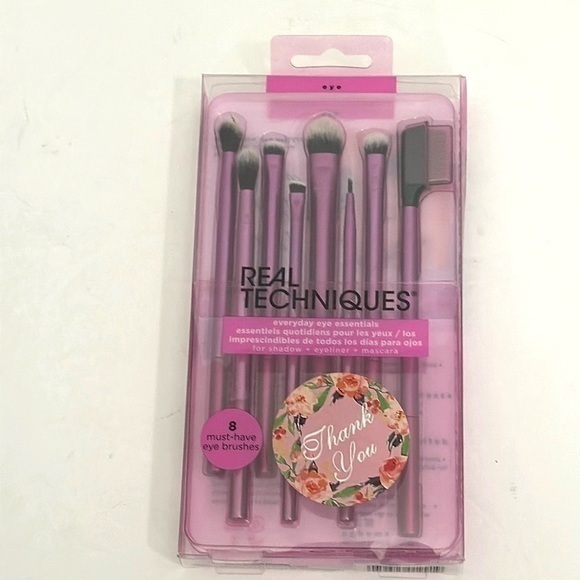 eye
REAL
TECHNIQUES®
everyday eye essentials
essentiels quotidiens pour les yeux / los
imprescindibles de todos los días para ojos
for shadow • eyeliner • mascara
8
must-have
eye brushes
Thank
You